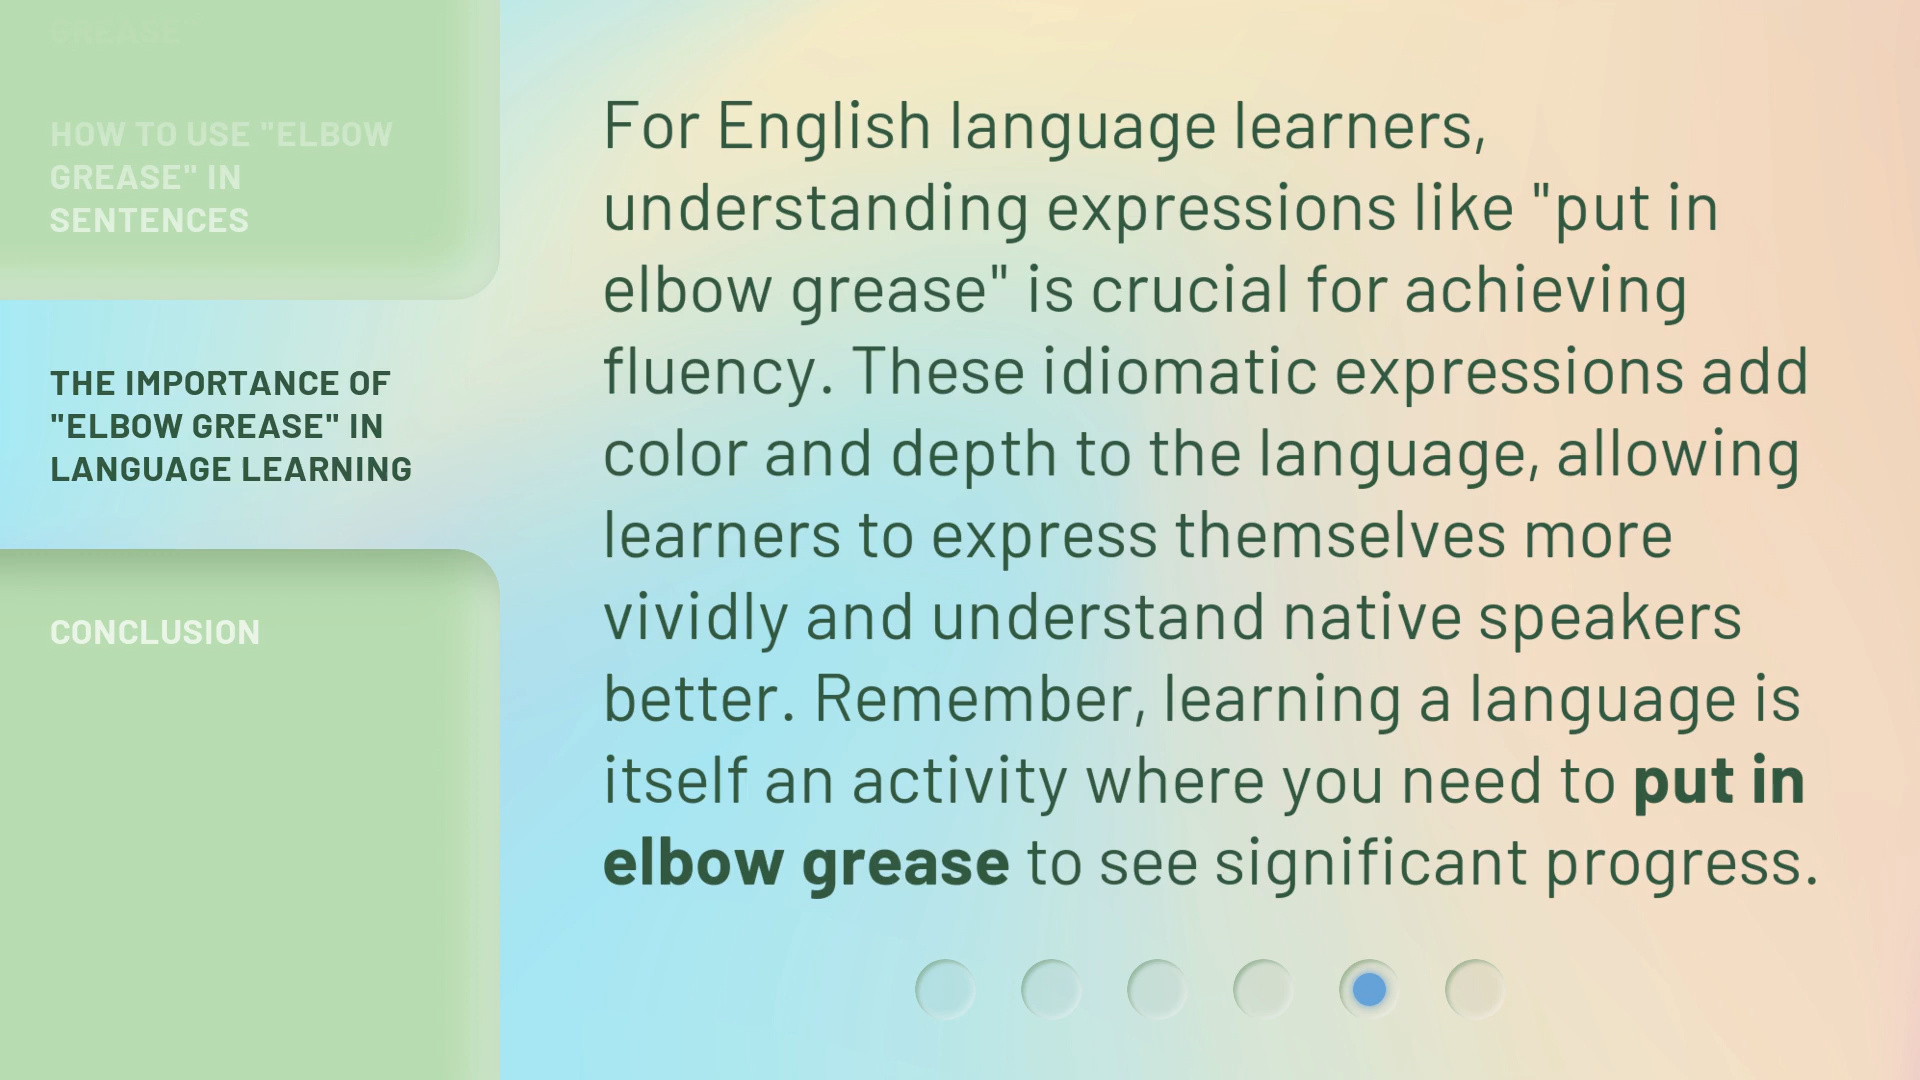 GREASE"
HOW TO USE "ELBOW
GREASE" IN
SENTENCES
THE IMPORTANCE OF
"ELBOW GREASE" IN
LANGUAGE LEARNING
CONCLUSION
For English language learners,
understanding expressions like "put in
elbow grease" is crucial for achieving
fluency. These idiomatic expressions add
color and depth to the language, allowing
learners to express themselves more
vividly and understand native speakers
better. Remember, learning a language is
itself an activity where you need to put in
elbow grease to see significant progress.